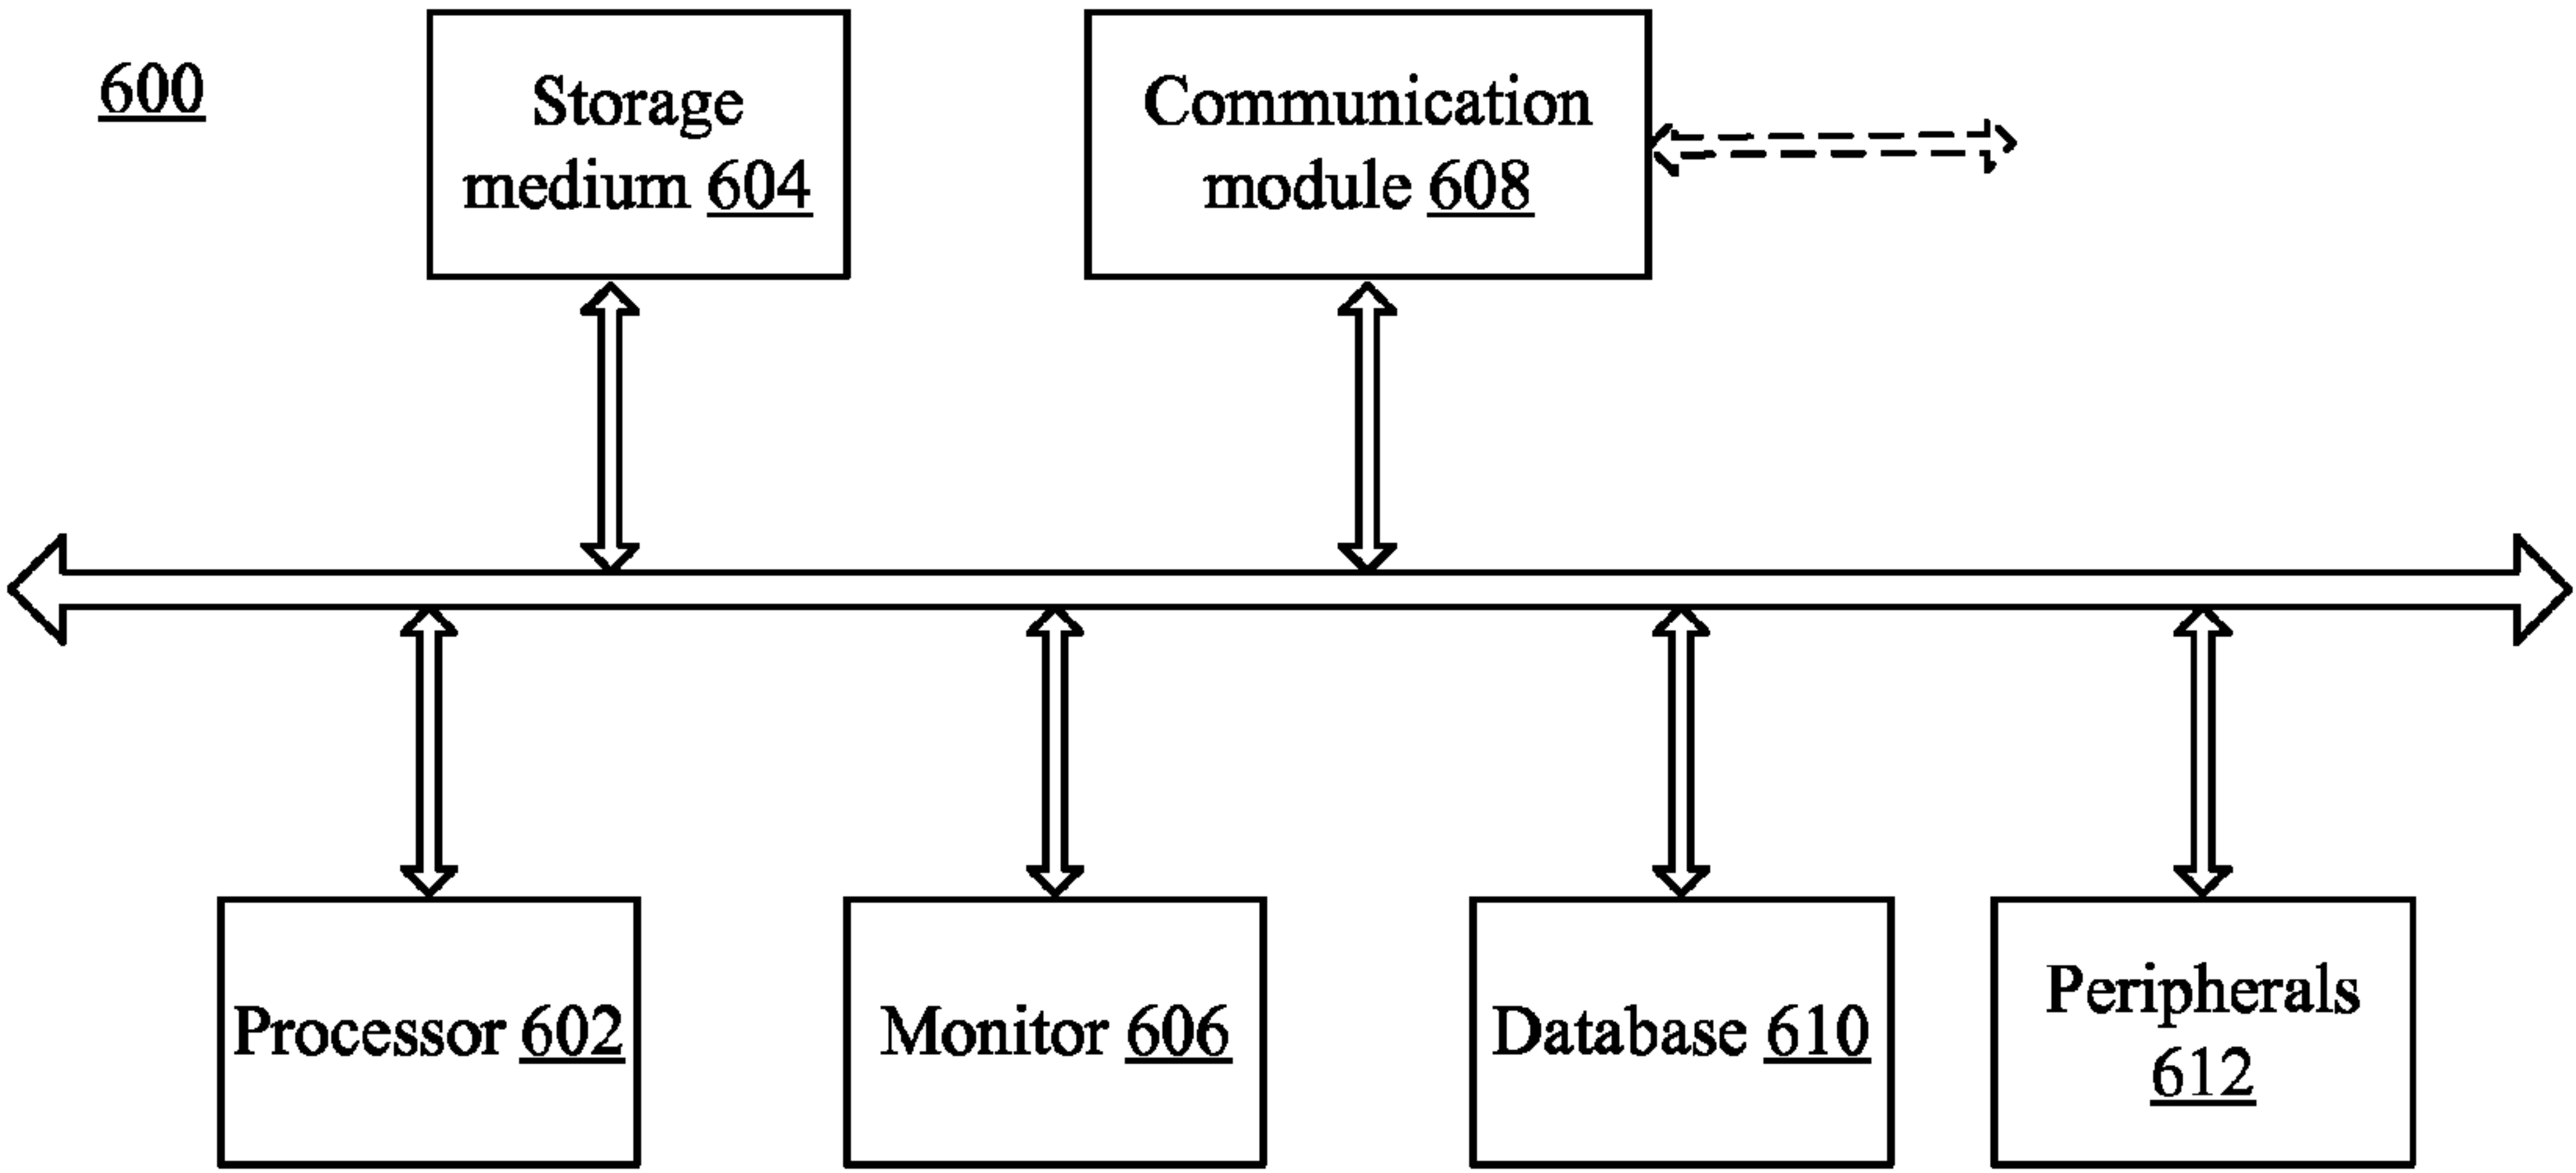 600
Storage
medium 604
Communication
module 608
Processor 602
Monitor 606
Database 610
Peripherals
612